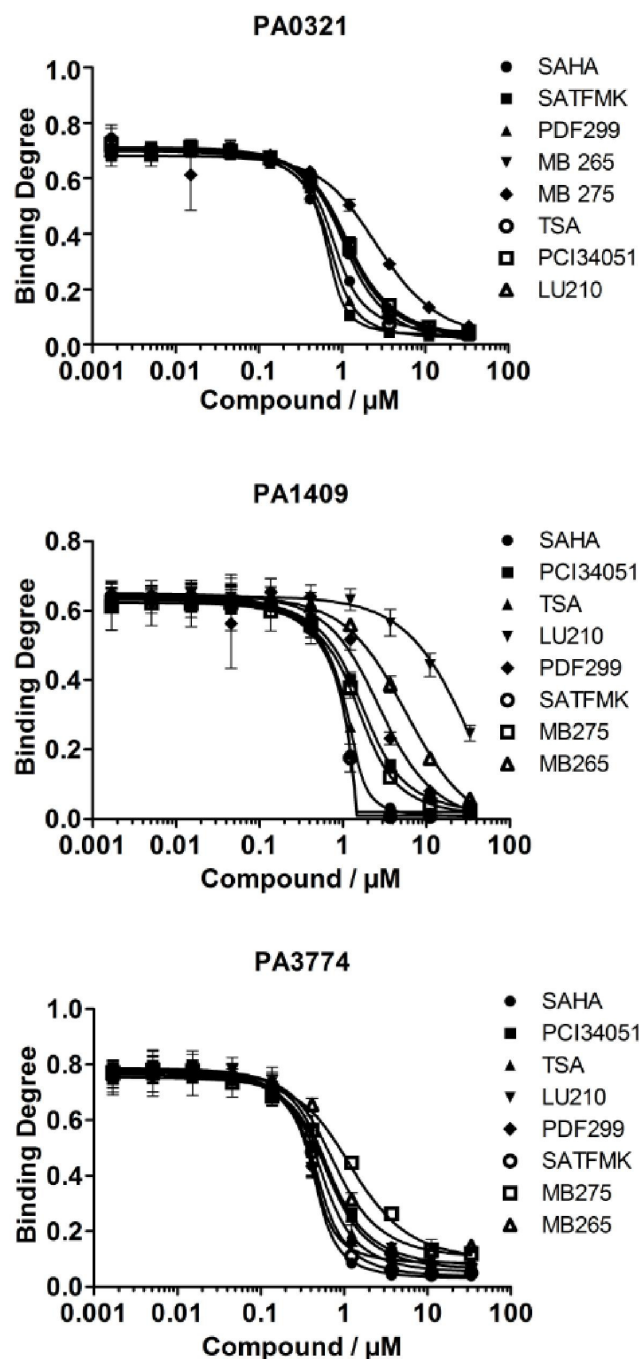 PA0321
1.0
0.8
0.6
0.4
0.2
0.0
Binding Degree
0.001 0.01 0.1 1 10 100
Compound / µM
SAHA
SATFMK
PDF299
MB 265
MB 275
TSA
PCI34051
LU210
PA1409
0.8
0.6
0.4
0.2
0.0
Binding Degree
0.001 0.01 0.1 1 10 100
Compound / µM
SAHA
PCI34051
TSA
LU210
PDF299
SATFMK
MB275
MB265
PA3774
1.0
0.8
0.6
0.4
0.2
0.0
Binding Degree
0.001 0.01 0.1 1 10 100
Compound / µM
SAHA
PCI34051
TSA
LU210
PDF299
SATFMK
MB275
MB265